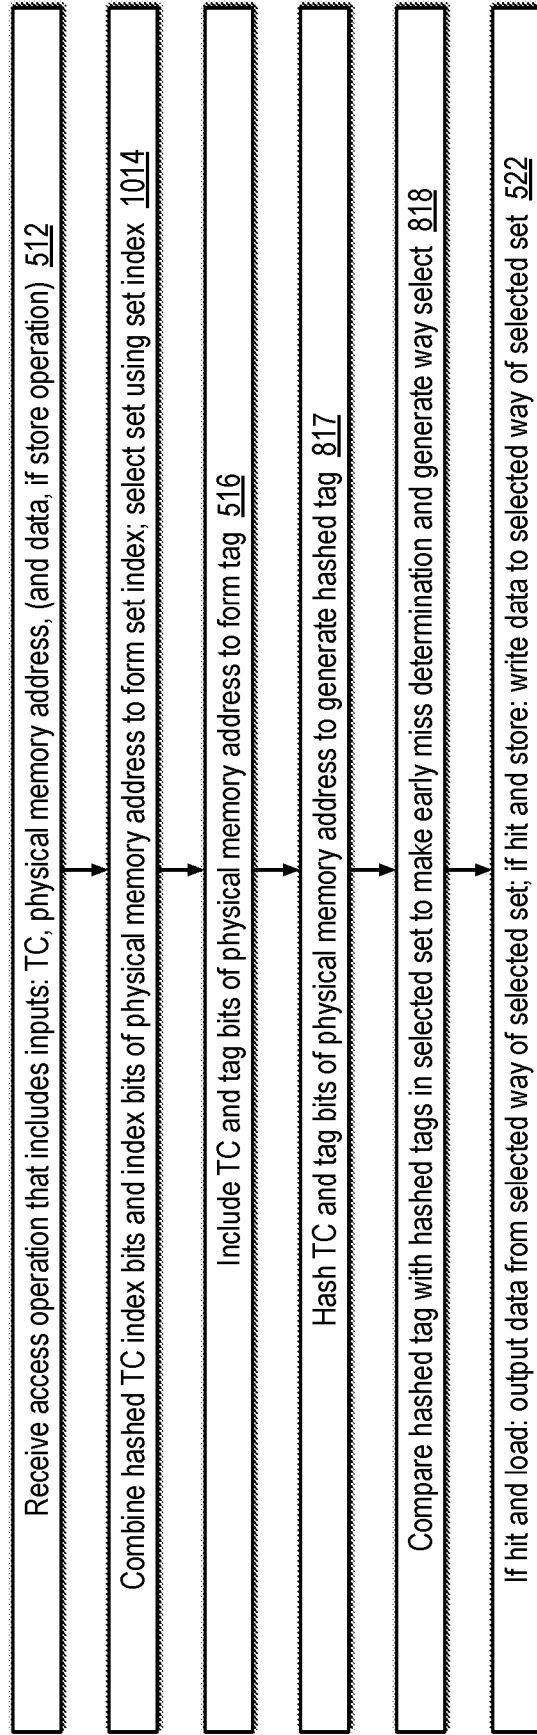 Receive access operation that includes inputs: TC, physical memory address, (and data, if store operation) 512
Combine hashed TC index bits and index bits of physical memory address to form set index; select set using set index 1014
Include TC and tag bits of physical memory address to form tag 516
Hash TC and tag bits of physical memory address to generate hashed tag 817
Compare hashed tag with hashed tags in selected set to make early miss determination and generate way select 818
If hit and load: output data from selected way of selected set; if hit and store: write data to selected way of selected set 522